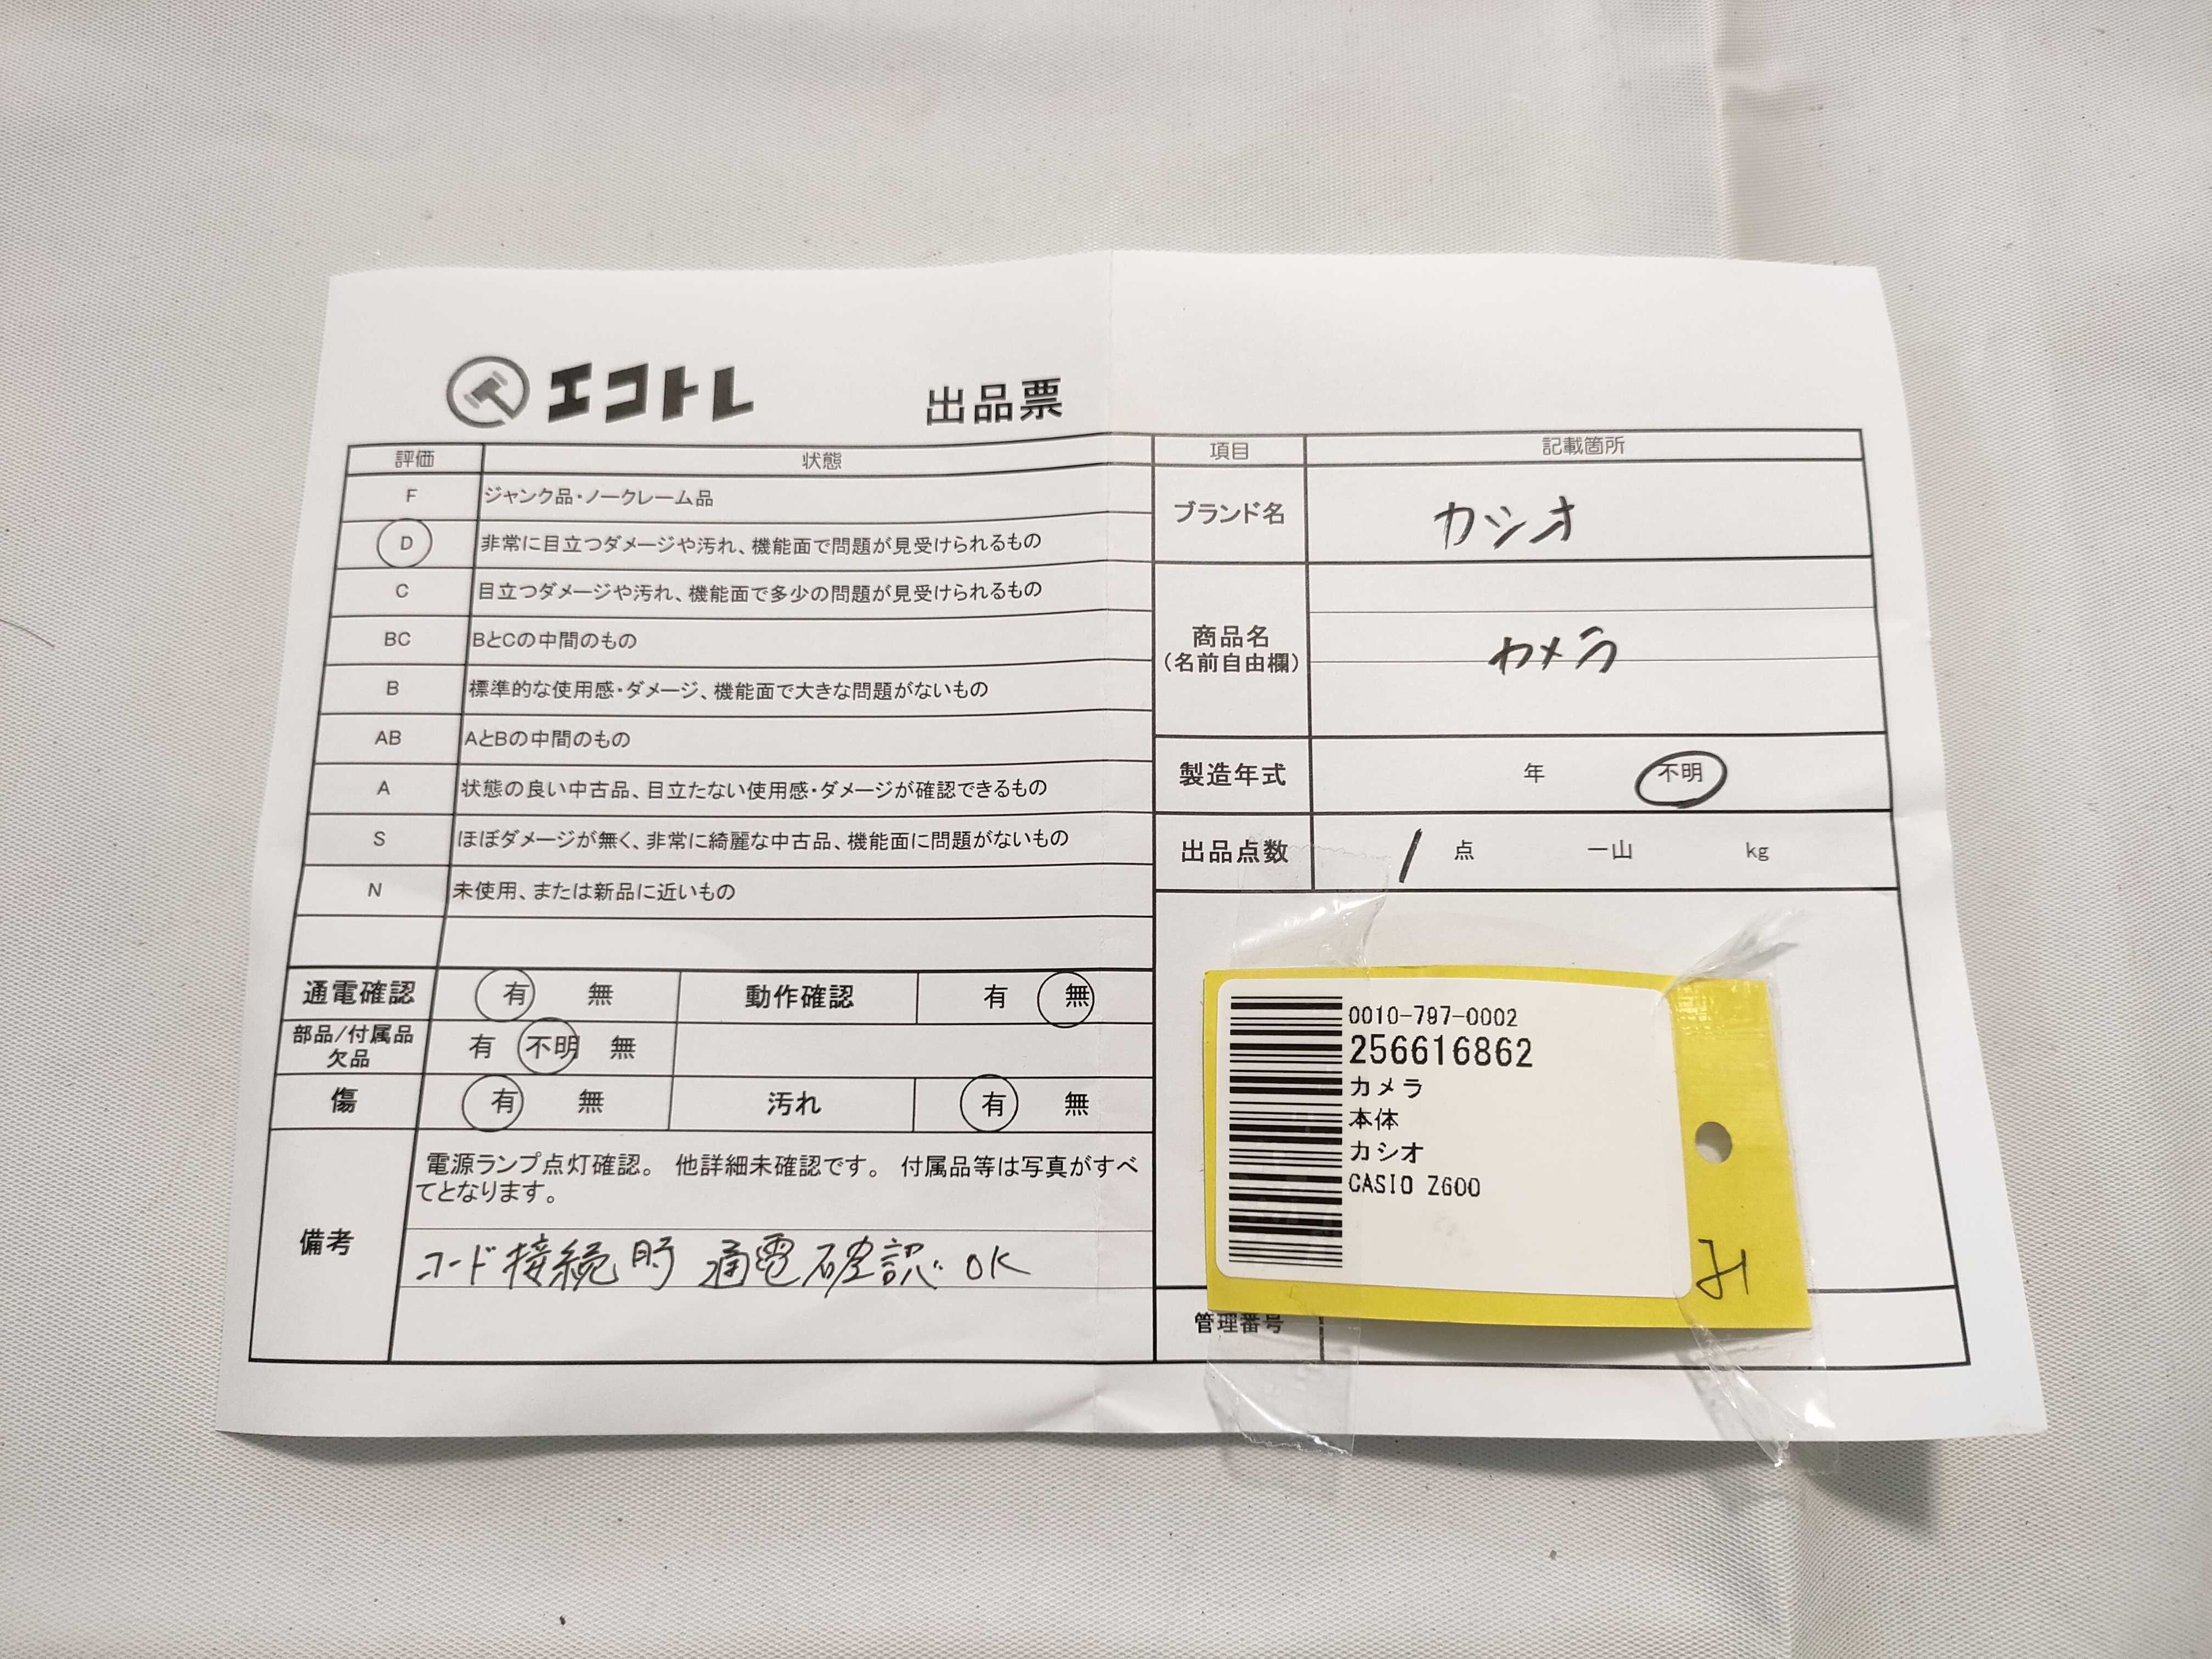 エコトレ 出品票
評価 状態
F ジャンク品・ノークレーム品
D 非常に目立つダメージや汚れ、機能面で問題が見受けられるもの
C 目立つダメージや汚れ、機能面で多少の問題が見受けられるもの
BC BとCの中間のもの
B 標準的な使用感・ダメージ、機能面で大きな問題がないもの
AB AとBの中間のもの
A 状態の良い中古品、目立たない使用感・ダメージが確認できるもの
S ほぼダメージが無く、非常に綺麗な中古品、機能面に問題がないもの
N 未使用、または新品に近いもの
通電確認 有 無 動作確認 有 無
部品/付属品
欠品 有 不明 無
傷 有 無 汚れ 有 無
備考
電源ランプ点灯確認。 他詳細未確認です。 付属品等は写真がすべ
てとなります。
コード接続時 通電確認 OK
項目 記載箇所
ブランド名 カシオ
商品名
(名前自由欄) カメラ
製造年式 年 不明
出品点数 1 点 一山 kg
0010-797-0002
256616862
カメラ
本体
カシオ
CASIO Z600
管理番号